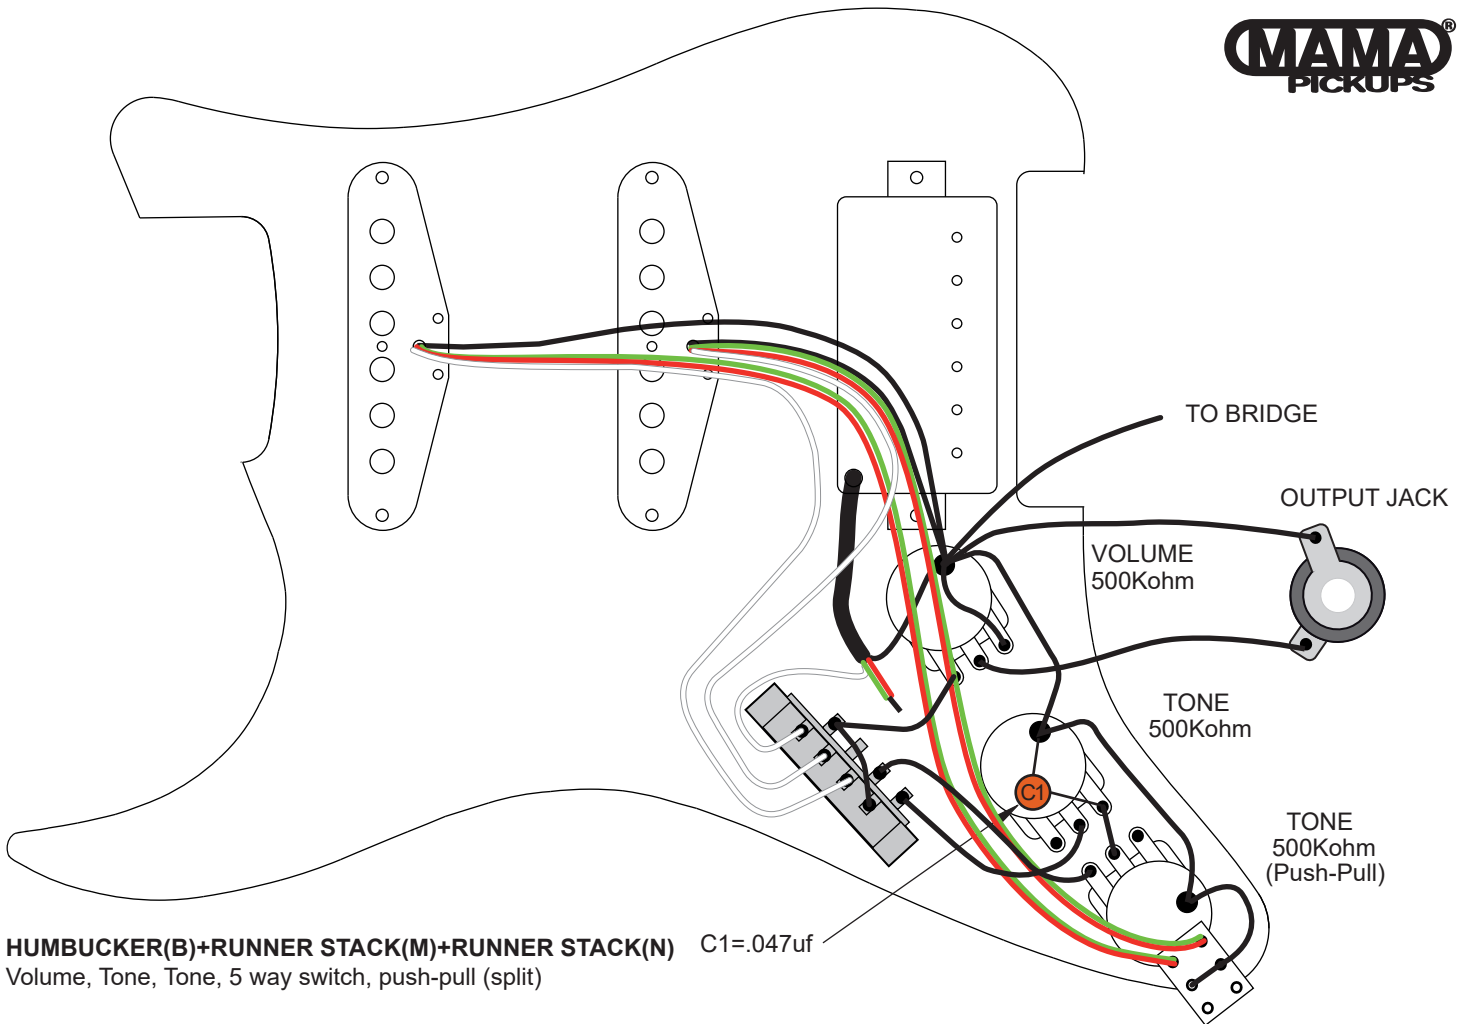 MAMA®
PICKUPS
TO BRIDGE
OUTPUT JACK
VOLUME
500Kohm
TONE
500Kohm
C1
TONE
500Kohm
(Push-Pull)
HUMBUCKER(B)+RUNNER STACK(M)+RUNNER STACK(N)
C1=.047uf
Volume, Tone, Tone, 5 way switch, push-pull (split)